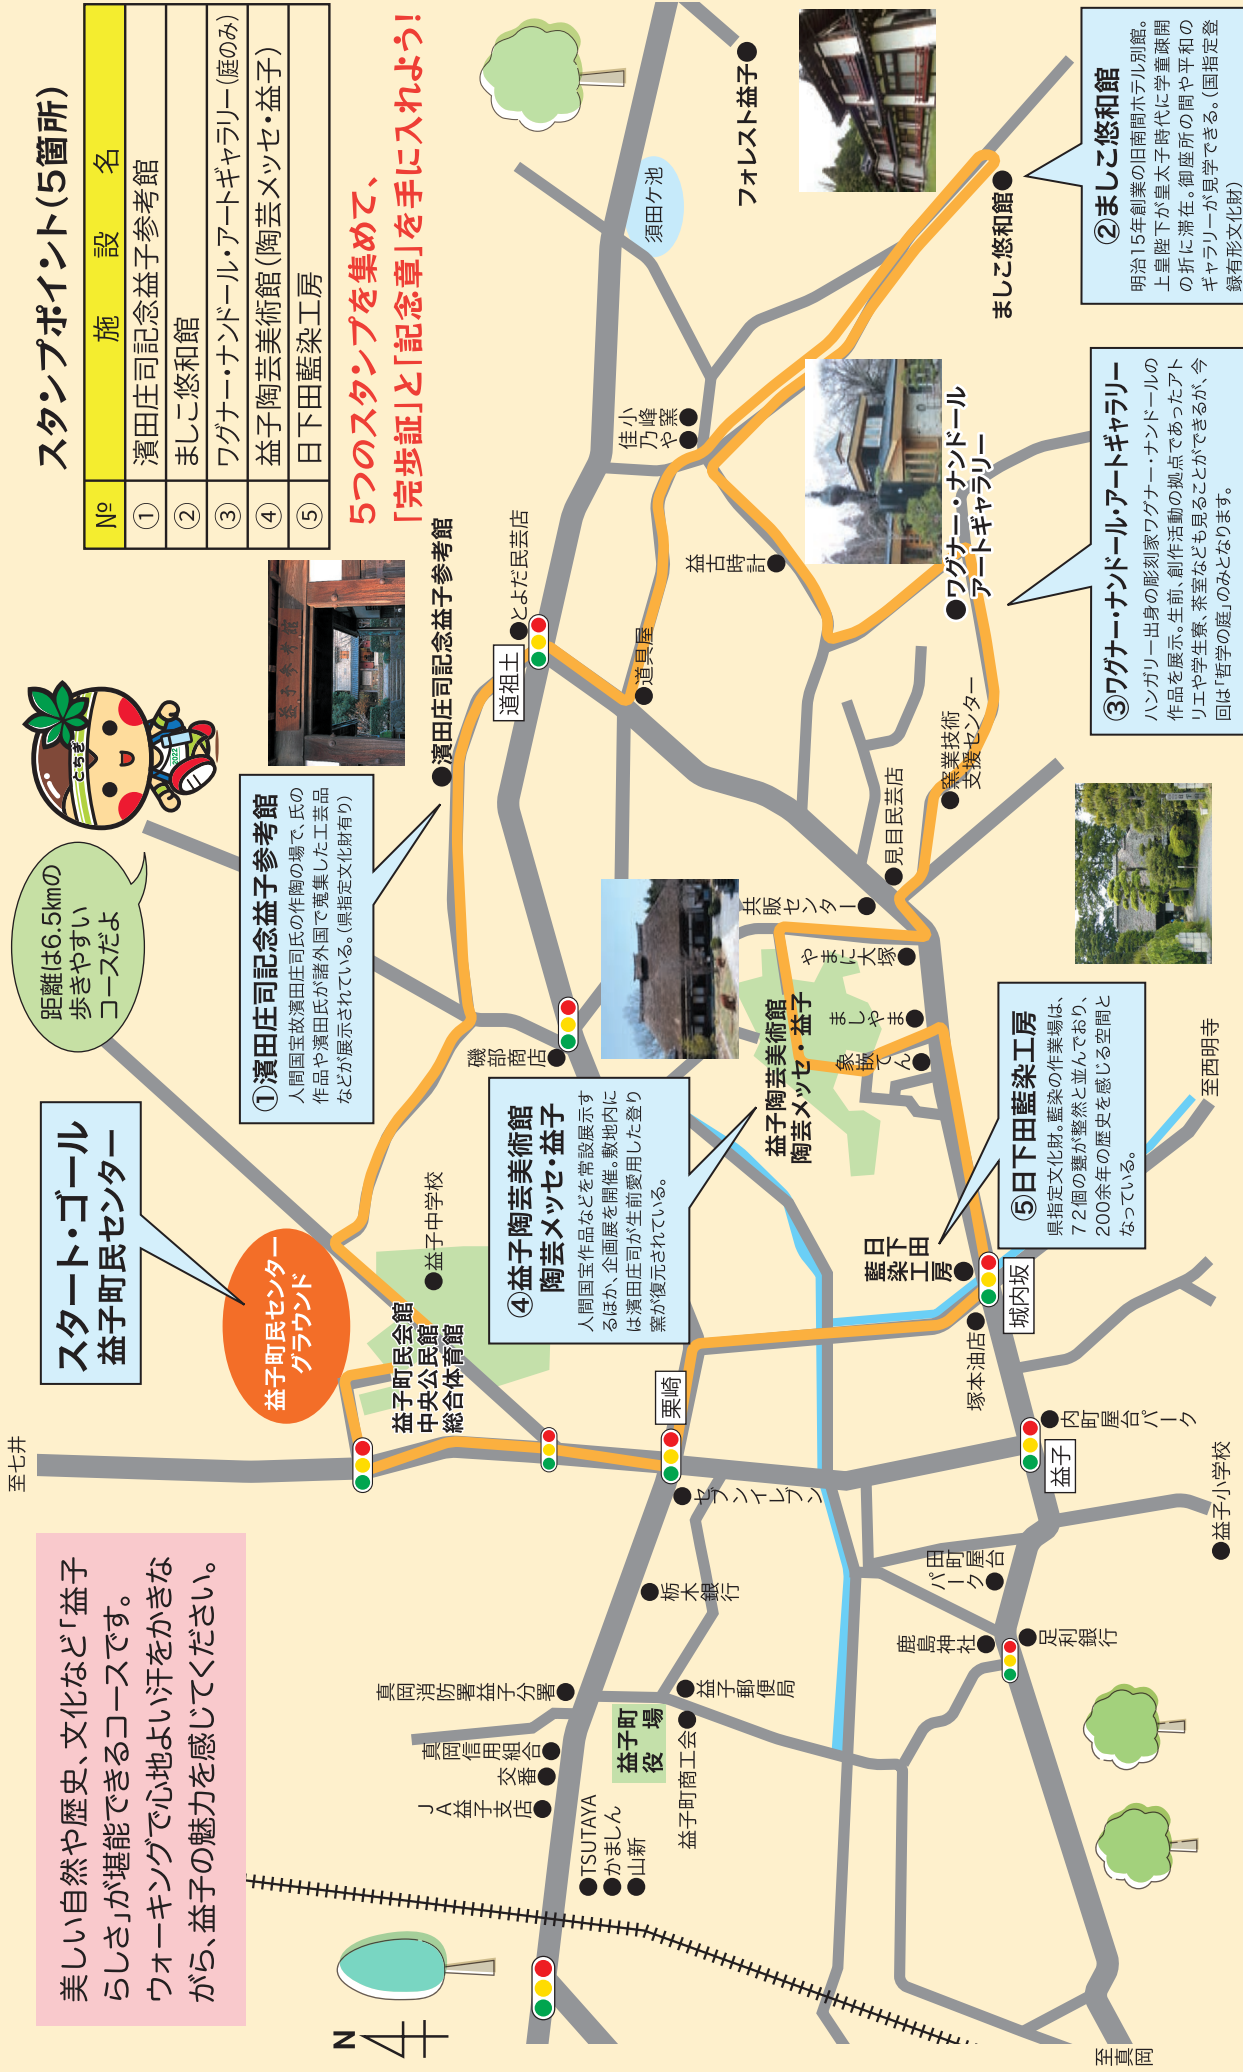 美しい自然や歴史、文化など「益子
らしさ」が堪能できるコースです。
ウォーキングで心地よい汗をかきな
がら、益子の魅力を感じてください。
スタート・ゴール
益子町民センター
距離は6.5kmの
歩きやすい
コースだよ
とちぎ
2022
スタンプポイント(5箇所)
№ 施設名
① 濱田庄司記念益子参考館
② ましこ悠和館
③ ワグナー・ナンドール・アートギャラリー(庭のみ)
④ 益子陶芸美術館(陶芸メッセ・益子)
⑤ 日下田藍染工房
5つのスタンプを集めて、
「完歩証」と「記念章」を手に入れよう!
①濱田庄司記念益子参考館
人間国宝故濱田庄司氏の作陶の場で、氏の
作品や濱田氏が諸外国で蒐集した工芸品
などが展示されている。(県指定文化財有り)
益子参考館
至七井
益子町民センター
グラウンド
益子町民会館
中央公民館
総合体育館
益子中学校
濱田庄司記念益子参考館
磯部商店
道祖土
とよだ民芸店
道具屋
佳乃や
小峰窯
須田ケ池
フォレスト益子
ましこ悠和館
益古時計
ワグナー・ナンドール
アートギャラリー
窯業技術
支援センター
見目民芸店
共販センター
やまに大塚
ましやま
象嵌てん
益子陶芸美術館
陶芸メッセ・益子
④益子陶芸美術館
陶芸メッセ・益子
人間国宝作品などを常設展示す
るほか、企画展を開催。敷地内に
は濱田庄司が生前愛用した登り
窯が復元されている。
②ましこ悠和館
明治15年創業の旧南間ホテル別館。
上皇陛下が皇太子時代に学童疎開
の折に滞在。御座所の間や平和の
ギャラリーが見学できる。(国指定登
録有形文化財)
③ワグナー・ナンドール・アートギャラリー
ハンガリー出身の彫刻家ワグナー・ナンドールの
作品を展示。生前、創作活動の拠点であったアト
リエや学生寮、茶室なども見ることができるが、今
回は「哲学の庭」のみとなります。
⑤日下田藍染工房
県指定文化財。藍染の作業場は、
72個の甕が整然と並んでおり、
200余年の歴史を感じる空間と
なっている。
日下田
藍染工房
城内坂
塚本油店
至西明寺
栗崎
セブンイレブン
栃木銀行
真岡消防署益子分署
真岡信用組合
交番
JA益子支店
益子町
役場
益子郵便局
益子町商工会
TSUTAYA
かましん
山新
内町屋台パーク
益子
益子小学校
田町屋台
パーク
鹿島神社
足利銀行
至真岡
N